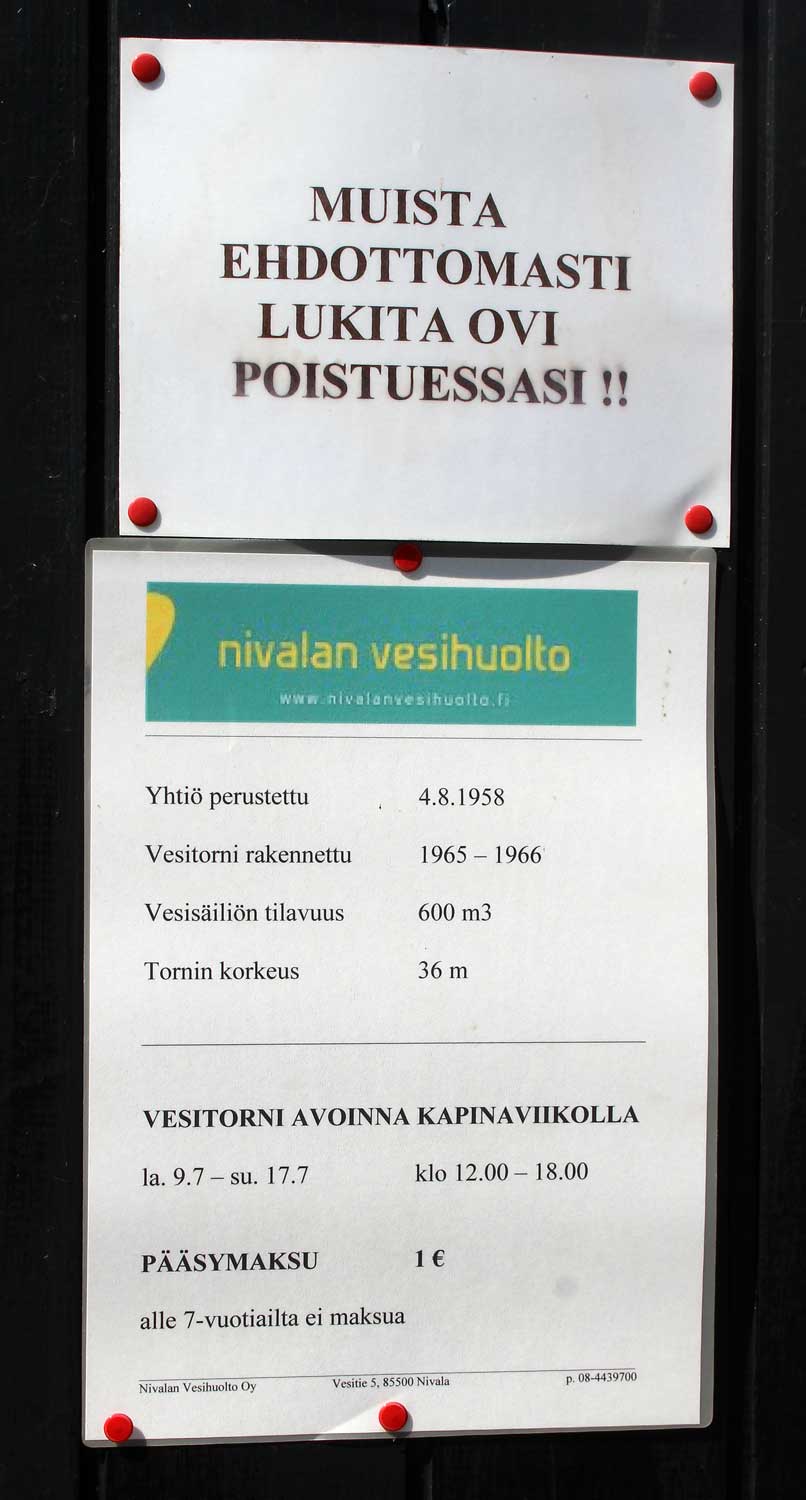 MUISTA
EHDOTTOMASTI
LUKITA OVI
POISTUESSASI !!
nivalan vesihuolto
www.nivalanvesihuolto.fi
Yhtiö perustettu 4.8.1958
Vesitorni rakennettu 1965 – 1966
Vesisäiliön tilavuus 600 m3
Tornin korkeus 36 m
VESITORNI AVOINNA KAPINAVIIKOLLA
la. 9.7 – su. 17.7 klo 12.00 – 18.00
PÄÄSYMAKSU 1 €
alle 7-vuotiailta ei maksua
Nivalan Vesihuolto Oy Vesitie 5, 85500 Nivala p. 08-4439700